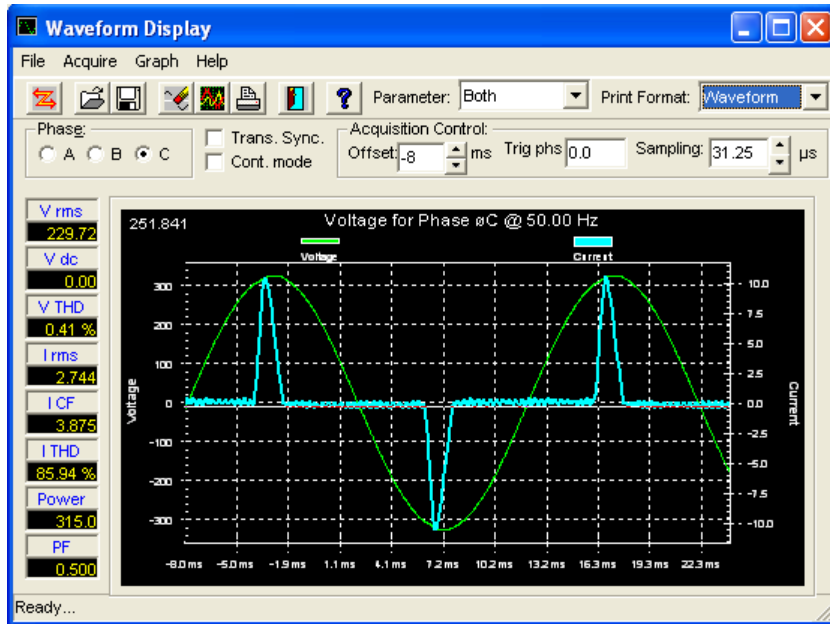 Waveform Display
File Acquire Graph Help
Parameter: Both Print Format: Waveform
Phase: A B C
Trans. Sync.
Cont. mode
Acquisition Control:
Offset: -8 ms Trig phs 0.0 Sampling: 31.25 µs
V rms
229.72
V dc
0.00
V THD
0.41 %
I rms
2.744
I CF
3.875
I THD
85.94 %
Power
315.0
PF
0.500
251.841 Voltage for Phase øC @ 50.00 Hz
Voltage Current
Voltage
300
200
100
0
-100
-200
-300
10.0
7.5
5.0
2.5
0.0
-2.5
-5.0
-7.5
-10.0
Current
-8.0 ms -5.0 ms -1.9 ms 1.1 ms 4.1 ms 7.2 ms 10.2 ms 13.2 ms 16.3 ms 19.3 ms 22.3 ms
Ready...